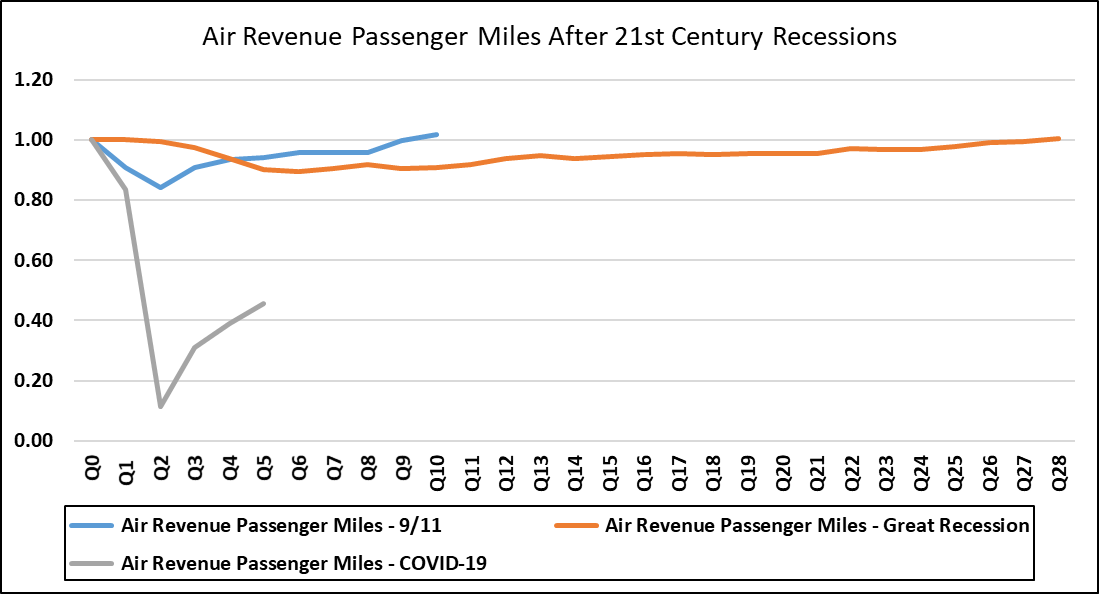 Air Revenue Passenger Miles After 21st Century Recessions
1.20
1.00
0.80
0.60
0.40
0.20
0.00
Q0 Q1 Q2 Q3 Q4 Q5 Q6 Q7 Q8 Q9 Q10 Q11 Q12 Q13 Q14 Q15 Q16 Q17 Q18 Q19 Q20 Q21 Q22 Q23 Q24 Q25 Q26 Q27 Q28
Air Revenue Passenger Miles - 9/11 Air Revenue Passenger Miles - Great Recession
Air Revenue Passenger Miles - COVID-19